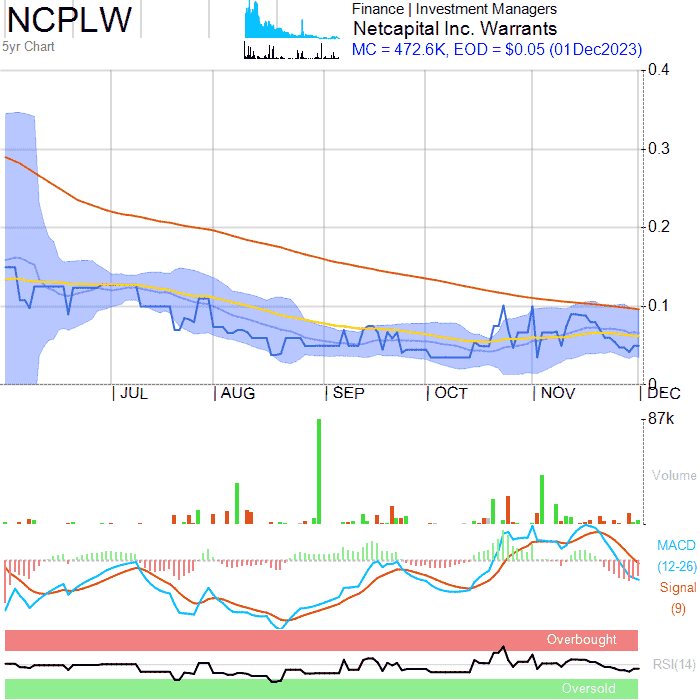 NCPLW
5yr Chart
Finance | Investment Managers
Netcapital Inc. Warrants
MC = 472.6K, EOD = $0.05 (01Dec2023)
0.4
0.3
0.2
0.1
0
JUL AUG SEP OCT NOV DEC
87k
Volume
MACD
(12-26)
Signal
(9)
Overbought
RSI(14)
Oversold